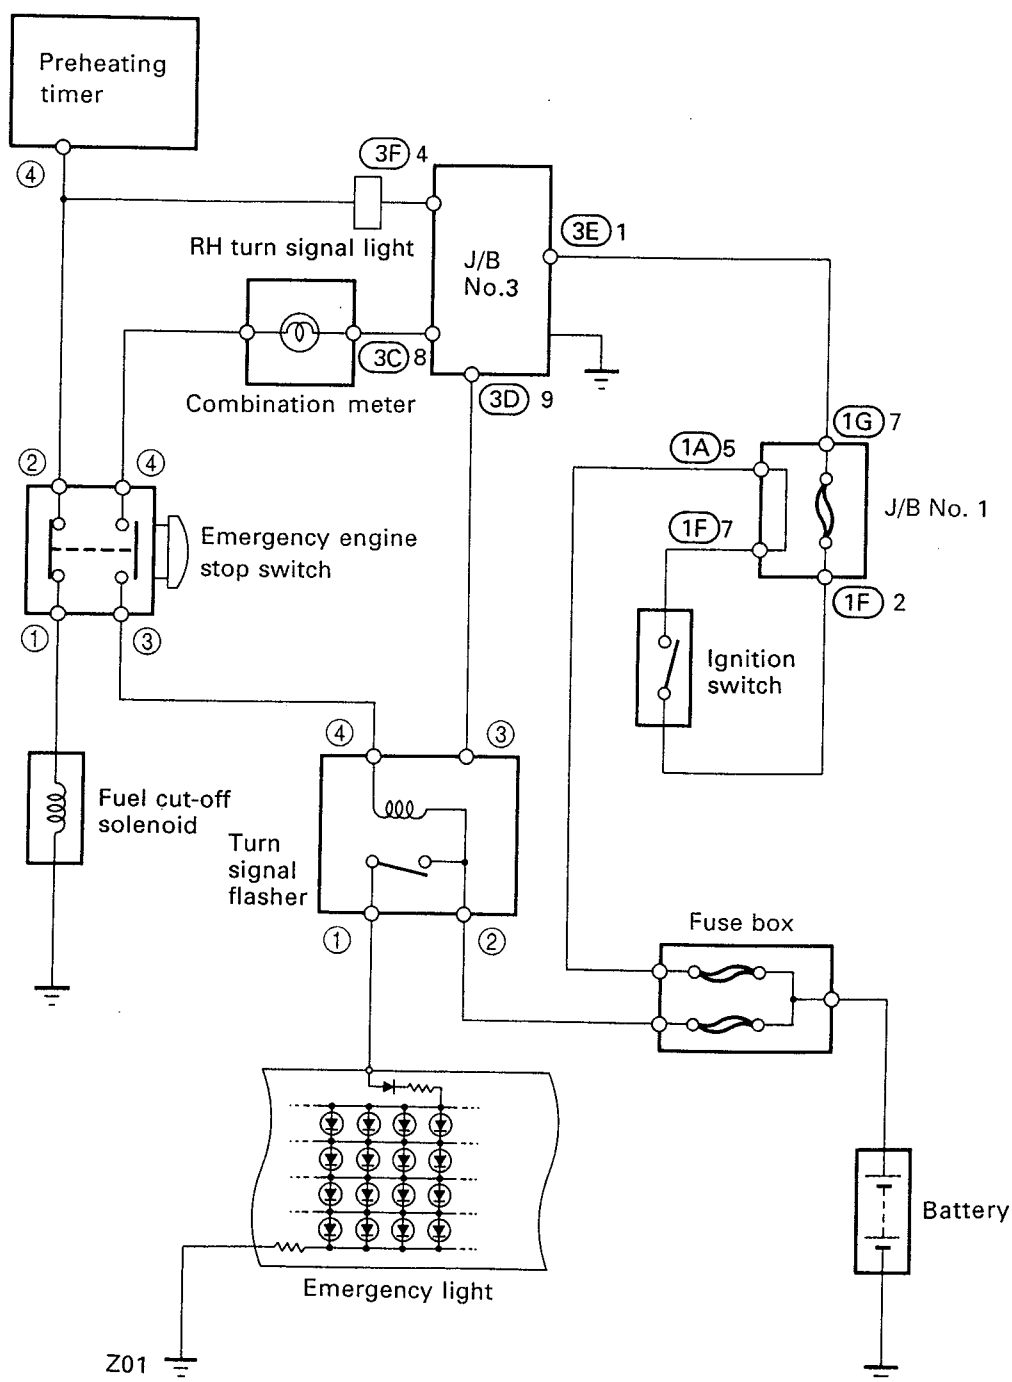 Preheating
timer
④
3F 4
RH turn signal light
3E 1
J/B
No.3
3C 8
Combination meter
3D 9
1G 7
1A 5
② ④
J/B No. 1
1F 7
Emergency engine
stop switch
1F 2
① ③
Ignition
switch
④ ③
Fuel cut-off
solenoid
Turn
signal
flasher
① ②
Fuse box
Battery
Emergency light
Z01